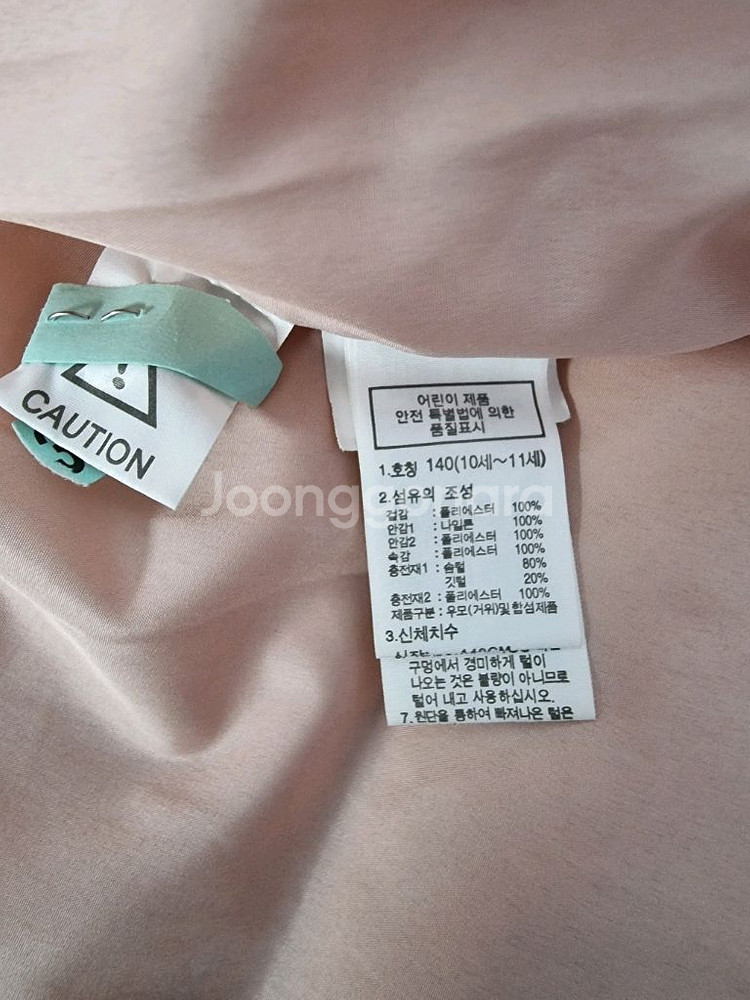 CAUTION
어린이 제품
안전 특별법에 의한
품질표시
1.호칭 140(10세~11세)
2.섬유의 조성
겉감 : 폴리에스터 100%
안감1 : 나일론 100%
안감2 : 폴리에스터 100%
속감 : 폴리에스터 100%
충전재1 : 솜털 80%
깃털 20%
충전재2 : 폴리에스터 100%
제품구분 : 우모(거위)및 합섬제품
3.신체치수
구멍에서 경미하게 털이
나오는 것은 불량이 아니므로
털어 내고 사용하십시오.
7.원단을 통하여 빠져나온 털은
Joonggonara